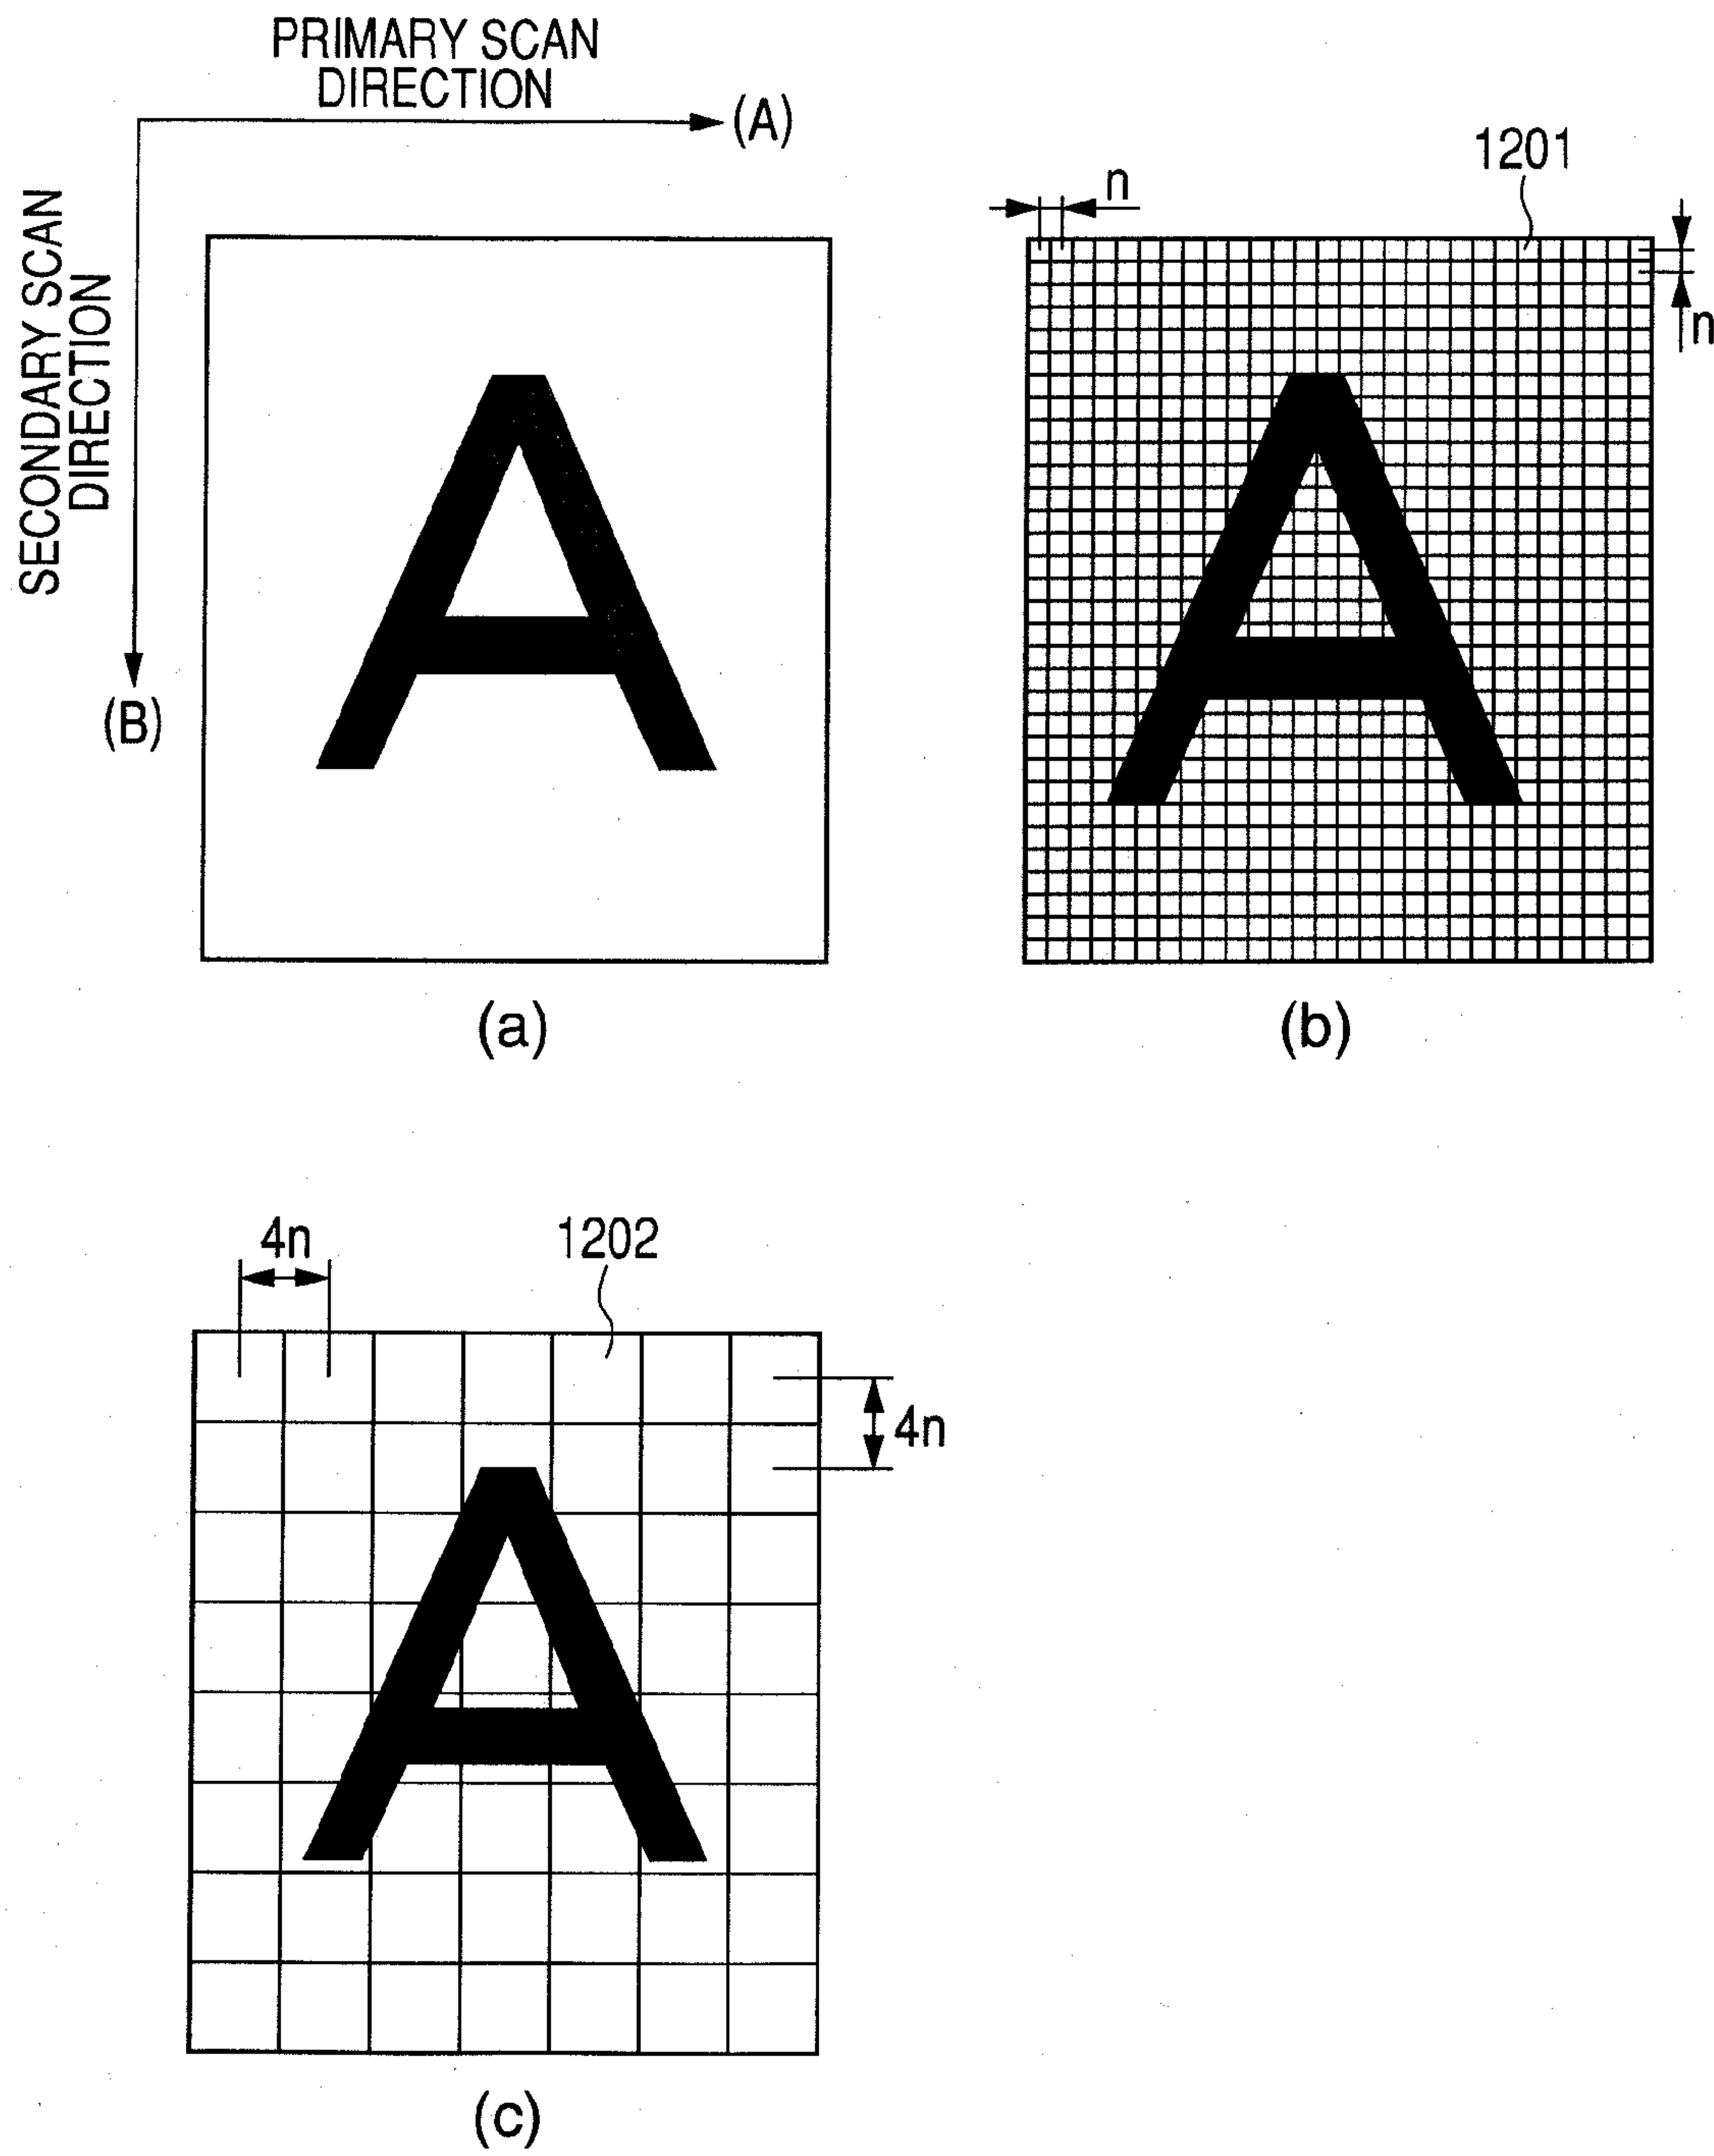 PRIMARY SCAN
DIRECTION
(A)
SECONDARY SCAN
DIRECTION
(B)
A
(a)
1201
n
n
A
(b)
4n
1202
4n
A
(c)